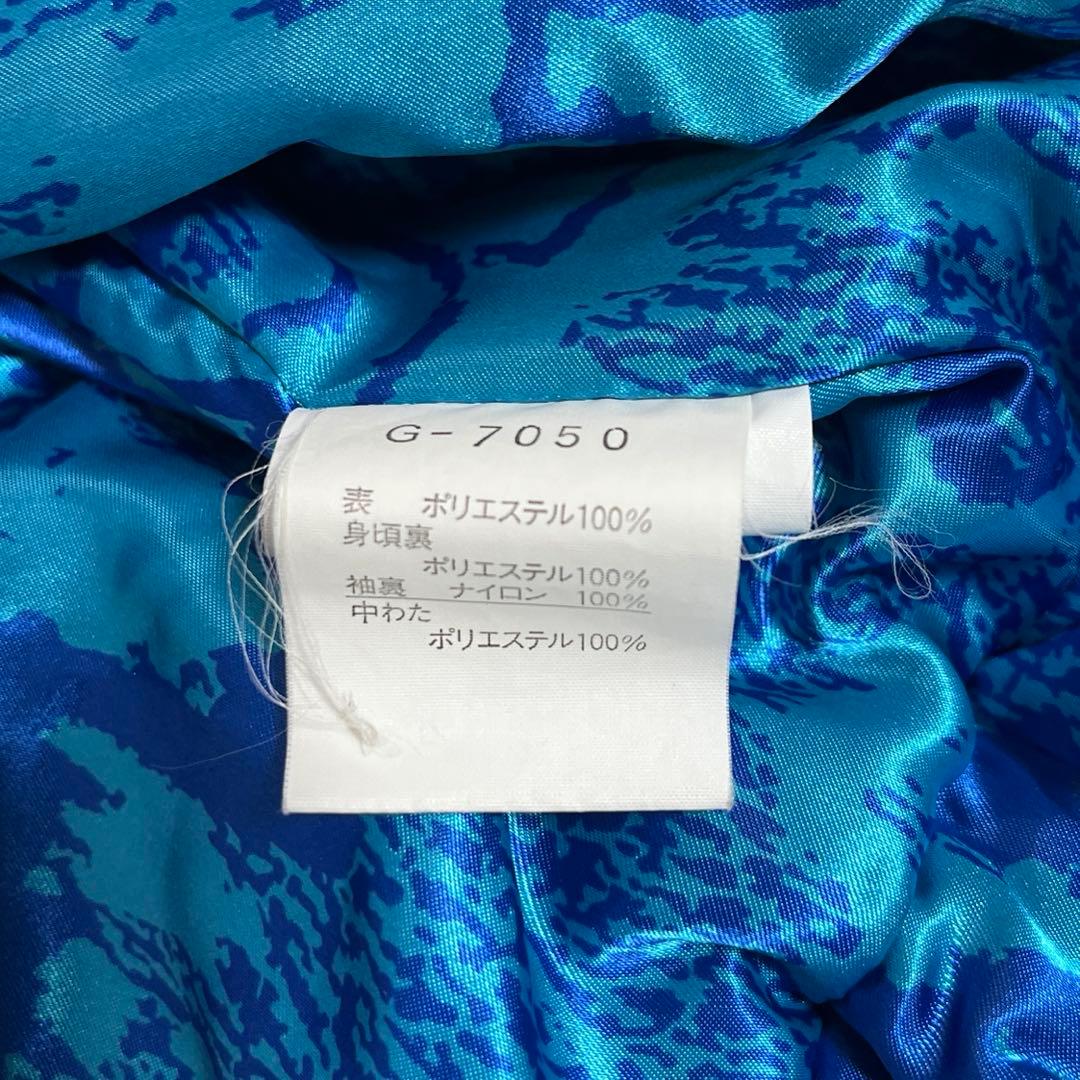 G-7050
表 ポリエステル100%
身頃裏
ポリエステル100%
袖裏 ナイロン 100%
中わた
ポリエステル100%